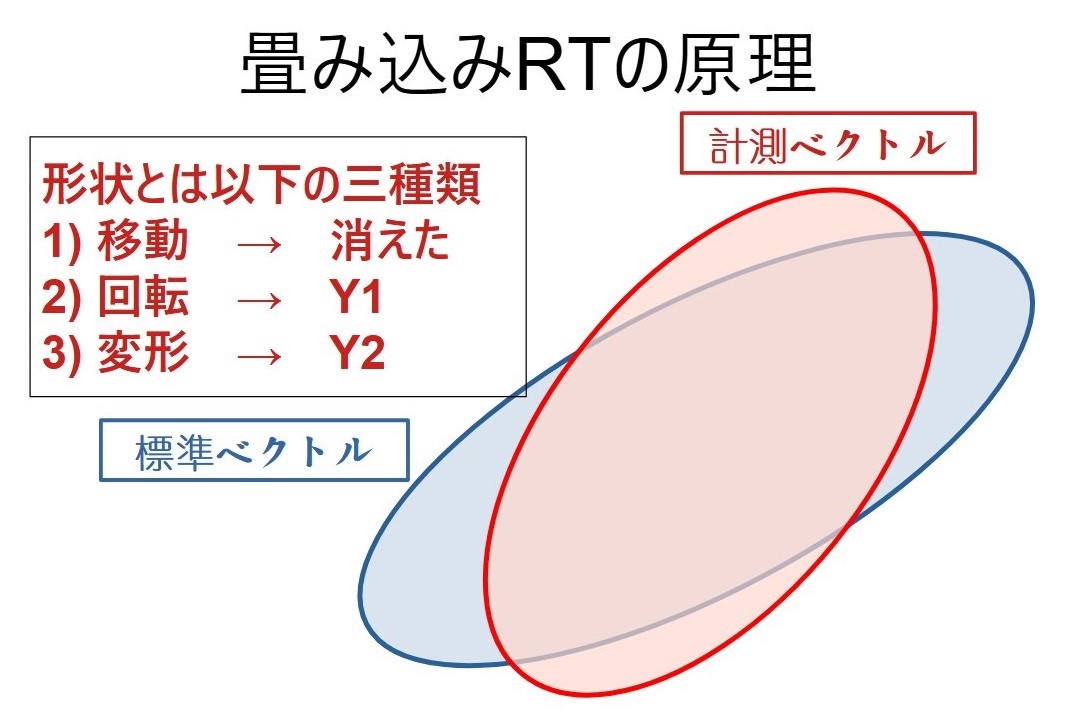 畳み込みRTの原理
計測ベクトル
形状とは以下の三種類
1) 移動　→　消えた
2) 回転　→　Y1
3) 変形　→　Y2
標準ベクトル